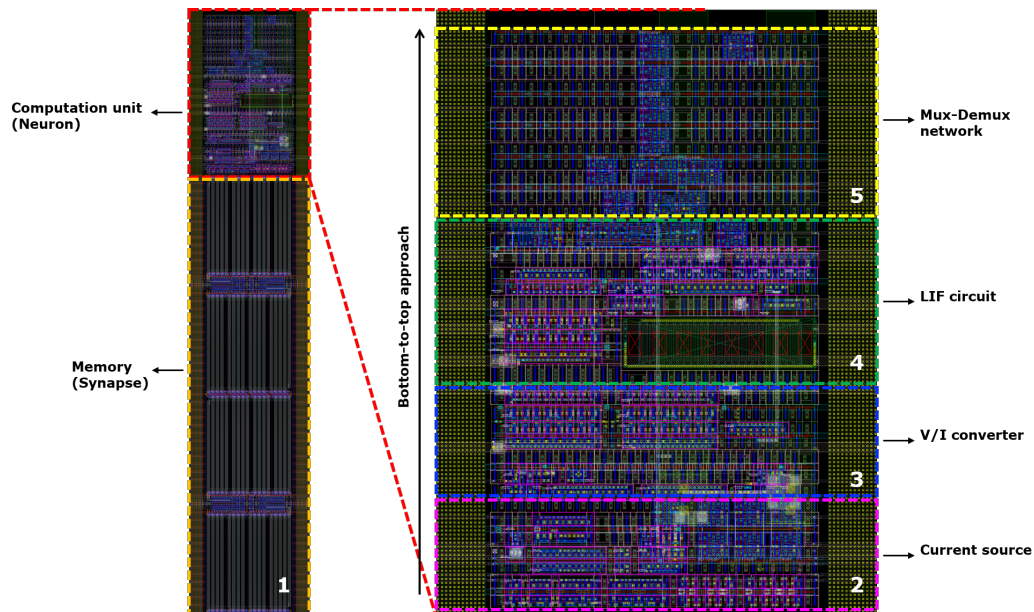 Computation unit
(Neuron)
Memory
(Synapse)
1
Bottom-to-top approach
Mux-Demux
network
5
LIF circuit
4
V/I converter
3
Current source
2